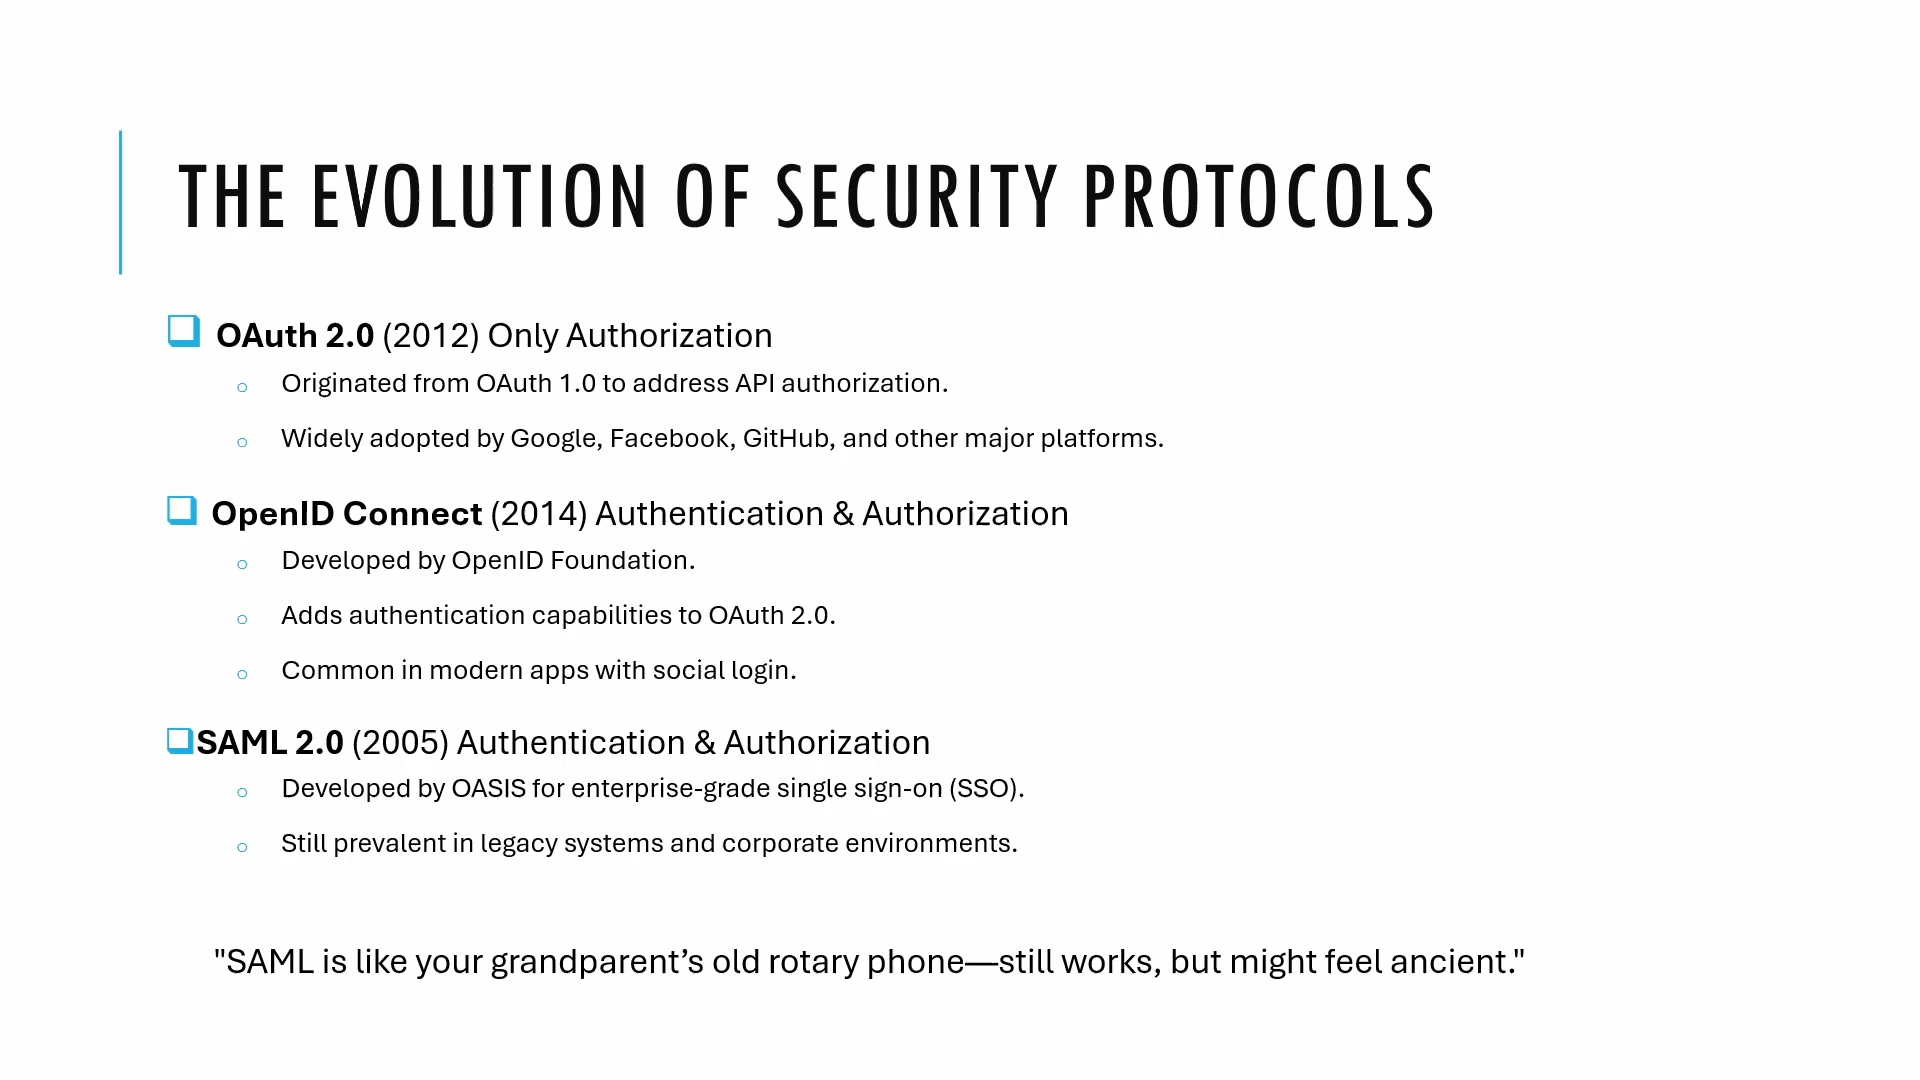 THE EVOLUTION OF SECURITY PROTOCOLS
OAuth 2.0 (2012) Only Authorization
Originated from OAuth 1.0 to address API authorization.
Widely adopted by Google, Facebook, GitHub, and other major platforms.
OpenID Connect (2014) Authentication & Authorization
Developed by OpenID Foundation.
Adds authentication capabilities to OAuth 2.0.
Common in modern apps with social login.
SAML 2.0 (2005) Authentication & Authorization
Developed by OASIS for enterprise-grade single sign-on (SSO).
Still prevalent in legacy systems and corporate environments.
"SAML is like your grandparent’s old rotary phone—still works, but might feel ancient."